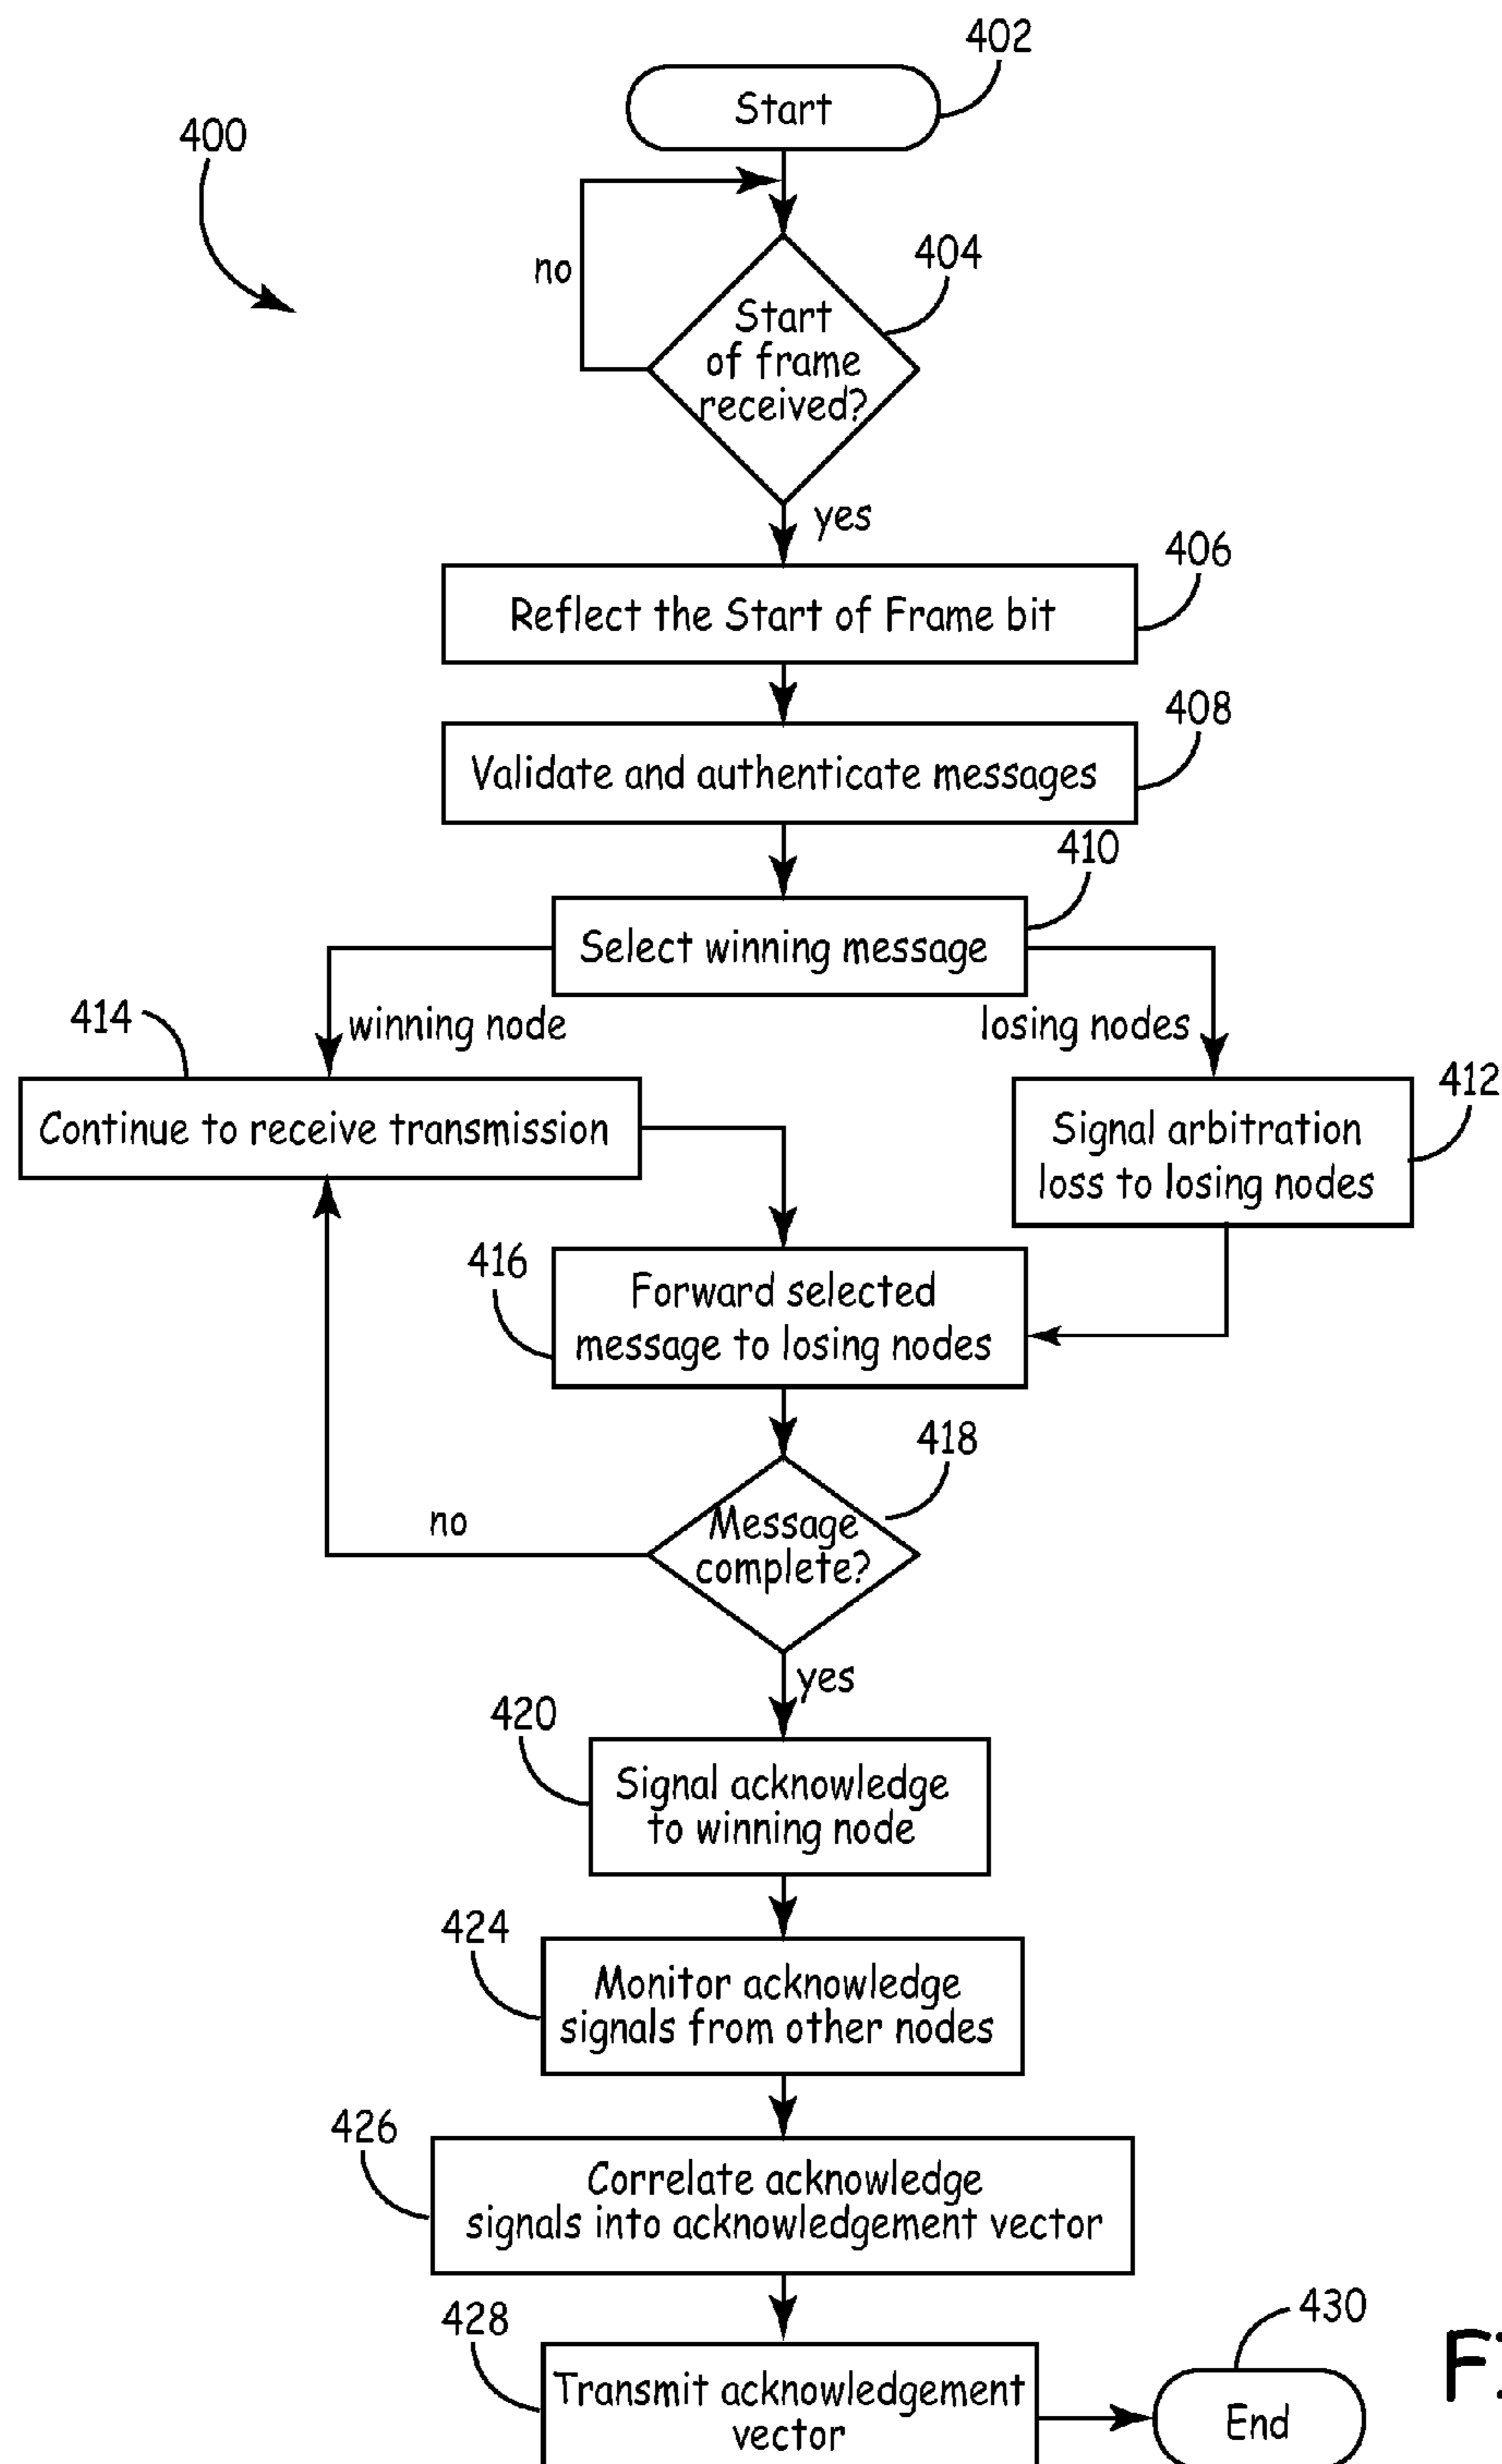 402
Start
400
no
404
Start
of frame
received?
yes
406
Reflect the Start of Frame bit
408
Validate and authenticate messages
410
Select winning message
414
winning node
losing nodes
412
Continue to receive transmission
Signal arbitration
loss to losing nodes
416
Forward selected
message to losing nodes
418
no
Message
complete?
yes
420
Signal acknowledge
to winning node
424
Monitor acknowledge
signals from other nodes
426
Correlate acknowledge
signals into acknowledgement vector
428
430
Transmit acknowledgement
vector
End